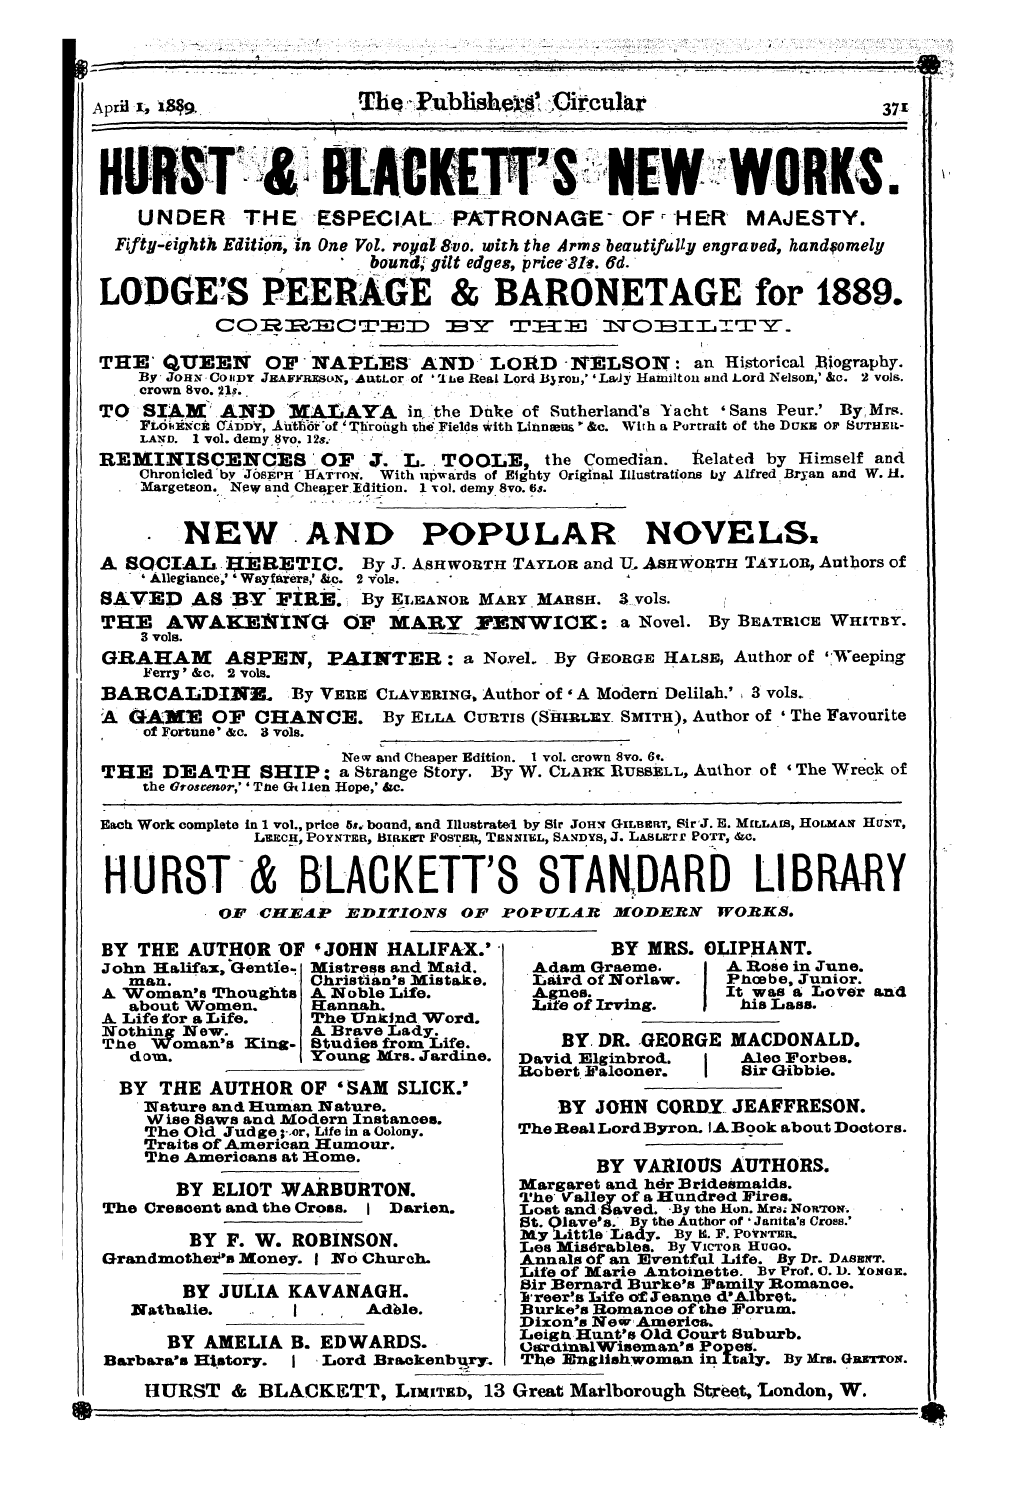 April 1, 1889.
The Publishers' Circular
371
HURST & BLACKETT'S NEW WORKS.
UNDER THE ESPECIAL PATRONAGE OF HER MAJESTY.
Fifty-eighth Edition, in One Vol. royal 8vo. with the Arms beautifully engraved, handsomely
bound, gilt edges, price 31s. 6d.
LODGE'S PEERAGE & BARONETAGE for 1889.
CORRECTED BY THE NOBILITY.
THE QUEEN OF NAPLES AND LORD NELSON: an Historical Biography.
By JOHN CORDY JEAFFRESON, Author of 'The Real Lord Byron,' 'Lady Hamilton and Lord Nelson,' &c. 2 vols.
crown 8vo. 21s.
TO SIAM AND MALAYA in the Duke of Sutherland's Yacht 'Sans Peur.' By Mrs.
FLORENCE CADDY, Author of 'Through the Fields with Linnæus' &c. With a Portrait of the DUKE OF SUTHER-
LAND. 1 vol. demy 8vo. 12s.
REMINISCENCES OF J. L. TOOLE, the Comedian. Related by Himself and
Chronicled by JOSEPH HATTON. With upwards of Eighty Original Illustrations by Alfred Bryan and W. H.
Margetson. New and Cheaper Edition. 1 vol. demy 8vo. 6s.
NEW AND POPULAR NOVELS.
A SOCIAL HERETIC. By J. ASHWORTH TAYLOR and U. ASHWORTH TAYLOR, Authors of
'Allegiance,' 'Wayfarers,' &c. 2 vols.
SAVED AS BY FIRE. By ELEANOR MARY MARSH. 3 vols.
THE AWAKENING OF MARY FENWICK: a Novel. By BEATRICE WHITBY.
3 vols.
GRAHAM ASPEN, PAINTER: a Novel. By GEORGE HALSE, Author of 'Weeping
Ferry' &c. 2 vols.
BARCALDINE. By VERE CLAVERING, Author of 'A Modern Delilah.' 3 vols.
A GAME OF CHANCE. By ELLA CURTIS (SHIRLEY SMITH), Author of 'The Favourite
of Fortune' &c. 3 vols.
New and Cheaper Edition. 1 vol. crown 8vo. 6s.
THE DEATH SHIP: a Strange Story. By W. CLARK RUSSELL, Author of 'The Wreck of
the Grosvenor,' 'The Golden Hope,' &c.
Each Work complete in 1 vol., price 5s. bound, and Illustrated by Sir JOHN GILBERT, Sir J. E. MILLAIS, HOLMAN HUNT,
LEECH, POYNTER, BIRKET FOSTER, TENNIEL, SANDYS, J. LASLETT POTT, &c.
HURST & BLACKETT'S STANDARD LIBRARY
OF CHEAP EDITIONS OF POPULAR MODERN WORKS.
BY THE AUTHOR OF 'JOHN HALIFAX.'
John Halifax, Gentle-
man.
A Woman's Thoughts
about Women.
A Life for a Life.
Nothing New.
The Woman's King-
dom.
Mistress and Maid.
Christian's Mistake.
A Noble Life.
Hannah.
The Unkind Word.
A Brave Lady.
Studies from Life.
Young Mrs. Jardine.
BY THE AUTHOR OF 'SAM SLICK.'
Nature and Human Nature.
Wise Saws and Modern Instances.
The Old Judge; or, Life in a Colony.
Traits of American Humour.
The Americans at Home.
BY ELIOT WARBURTON.
The Crescent and the Cross. | Darien.
BY F. W. ROBINSON.
Grandmother's Money. | No Church.
BY JULIA KAVANAGH.
Nathalie. | Adèle.
BY AMELIA B. EDWARDS.
Barbara's History. | Lord Brackenbury.
BY MRS. OLIPHANT.
Adam Graeme.
Laird of Norlaw.
Agnes.
Life of Irving.
A Rose in June.
Phœbe, Junior.
It was a Lover and
his Lass.
BY DR. GEORGE MACDONALD.
David Elginbrod. | Alec Forbes.
Robert Falconer. | Sir Gibbie.
BY JOHN CORDY JEAFFRESON.
The Real Lord Byron. | A Book about Doctors.
BY VARIOUS AUTHORS.
Margaret and her Bridesmaids.
The Valley of a Hundred Fires.
Lost and Saved. By the Hon. Mrs. NORTON.
St. Olave's. By the Author of 'Janita's Cross.'
My Little Lady. By E. F. POYNTER.
Les Misérables. By VICTOR HUGO.
Annals of an Eventful Life. By Dr. DASENT.
Life of Marie Antoinette. By Prof. C. D. YONGE.
Sir Bernard Burke's Family Romance.
Freer's Life of Jeanne d'Albret.
Burke's Romance of the Forum.
Dixon's New America.
Leigh Hunt's Old Court Suburb.
Cardinal Wiseman's Popes.
The Englishwoman in Italy. By Mrs. GRETTON.
HURST & BLACKETT, LIMITED, 13 Great Marlborough Street, London, W.